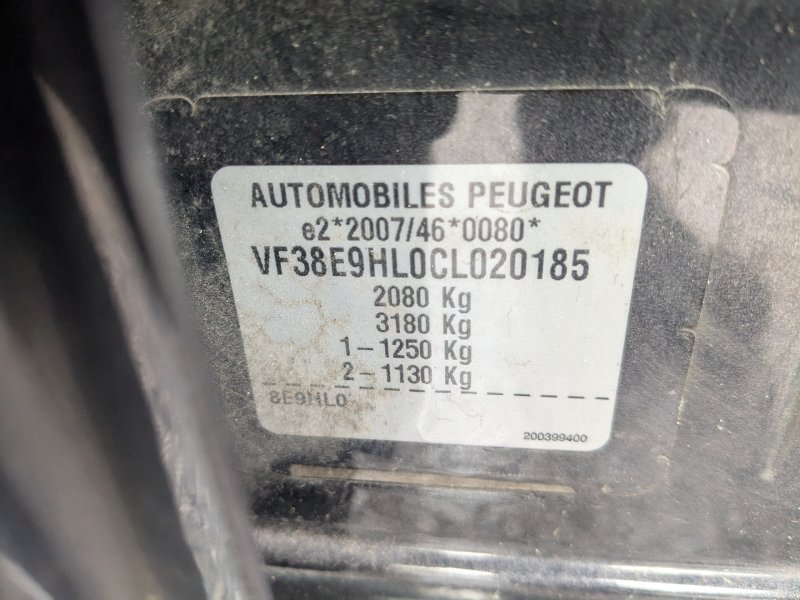 AUTOMOBILES PEUGEOT
e2*2007/46*0080*
VF38E9HL0CL020185
2080 Kg
3180 Kg
1-1250 Kg
2-1130 Kg
8E9HL0
200399400